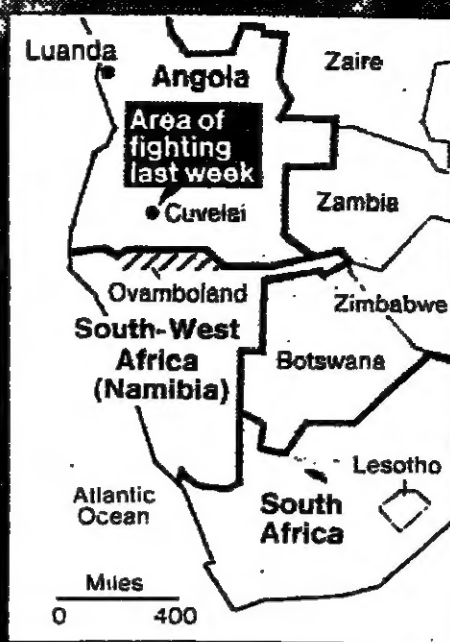 Luanda
Angola
Zaire
Area of
fighting
last week
Cuvelai
Zambia
Ovamboland
Zimbabwe
South-West
Africa
(Namibia)
Botswana
Lesotho
Atlantic
Ocean
South
Africa
Miles
0 400